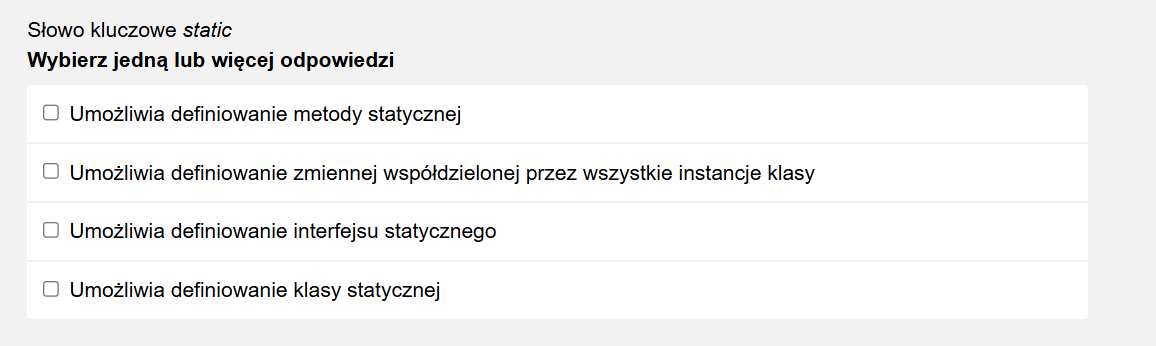 Słowo kluczowe static
Wybierz jedną lub więcej odpowiedzi
Umożliwia definiowanie metody statycznej
Umożliwia definiowanie zmiennej współdzielonej przez wszystkie instancje klasy
Umożliwia definiowanie interfejsu statycznego
Umożliwia definiowanie klasy statycznej